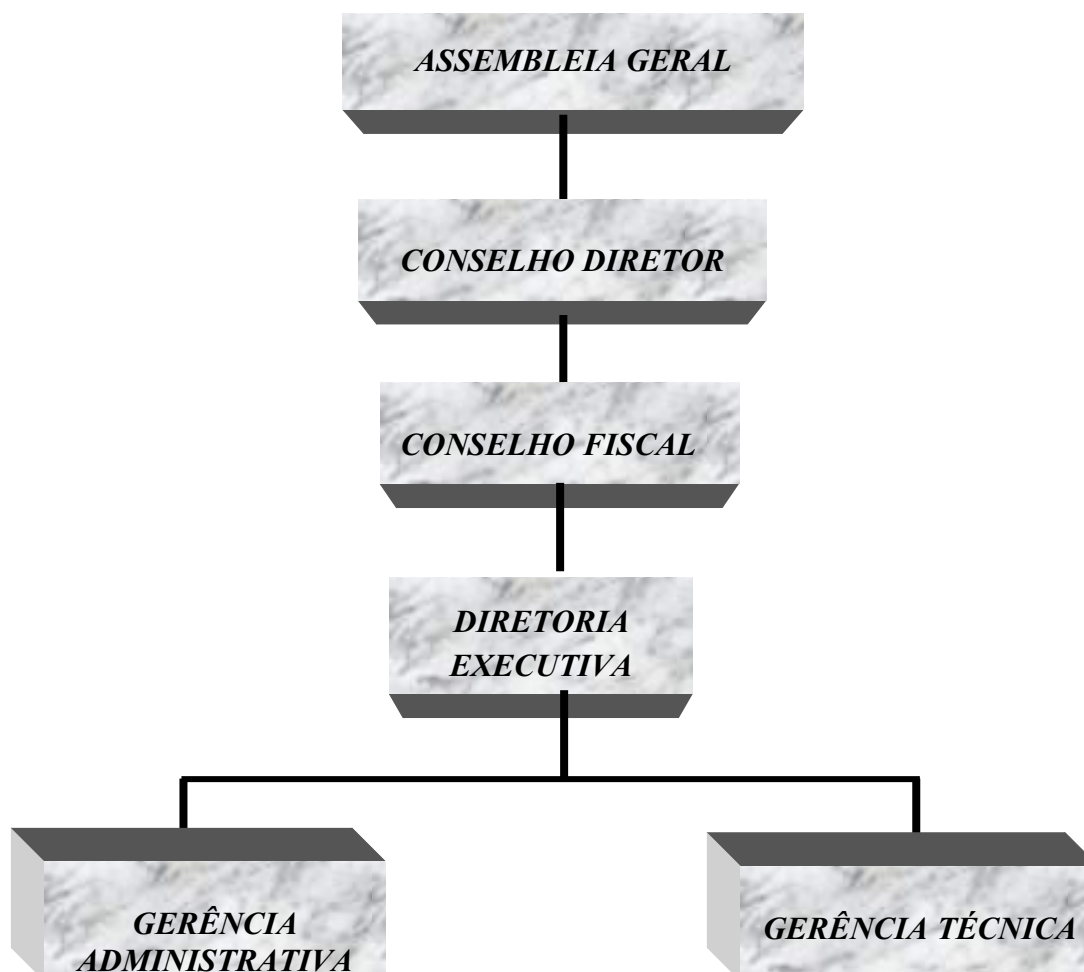 ASSEMBLEIA GERAL
CONSELHO DIRETOR
CONSELHO FISCAL
DIRETORIA
EXECUTIVA
GERÊNCIA
ADMINISTRATIVA
GERÊNCIA TÉCNICA